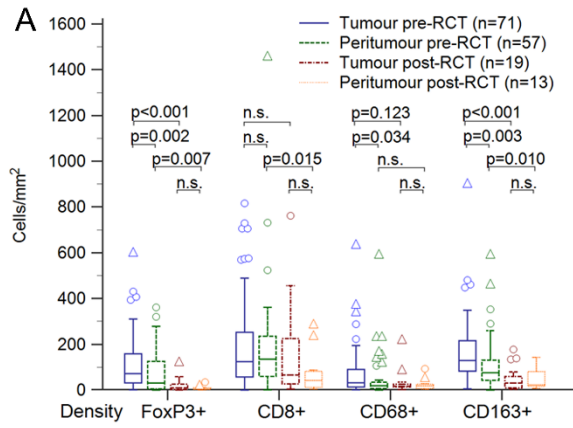 A
1600
1400
1200
1000
800
600
400
200
0
Cells/mm²
Tumour pre-RCT (n=71)
Peritumour pre-RCT (n=57)
Tumour post-RCT (n=19)
Peritumour post-RCT (n=13)
p<0.001 n.s. p=0.123 p<0.001
p=0.002 n.s. p=0.034 p=0.003
p=0.007 p=0.015 n.s. p=0.010
n.s. n.s. n.s. n.s.
Density FoxP3+ CD8+ CD68+ CD163+